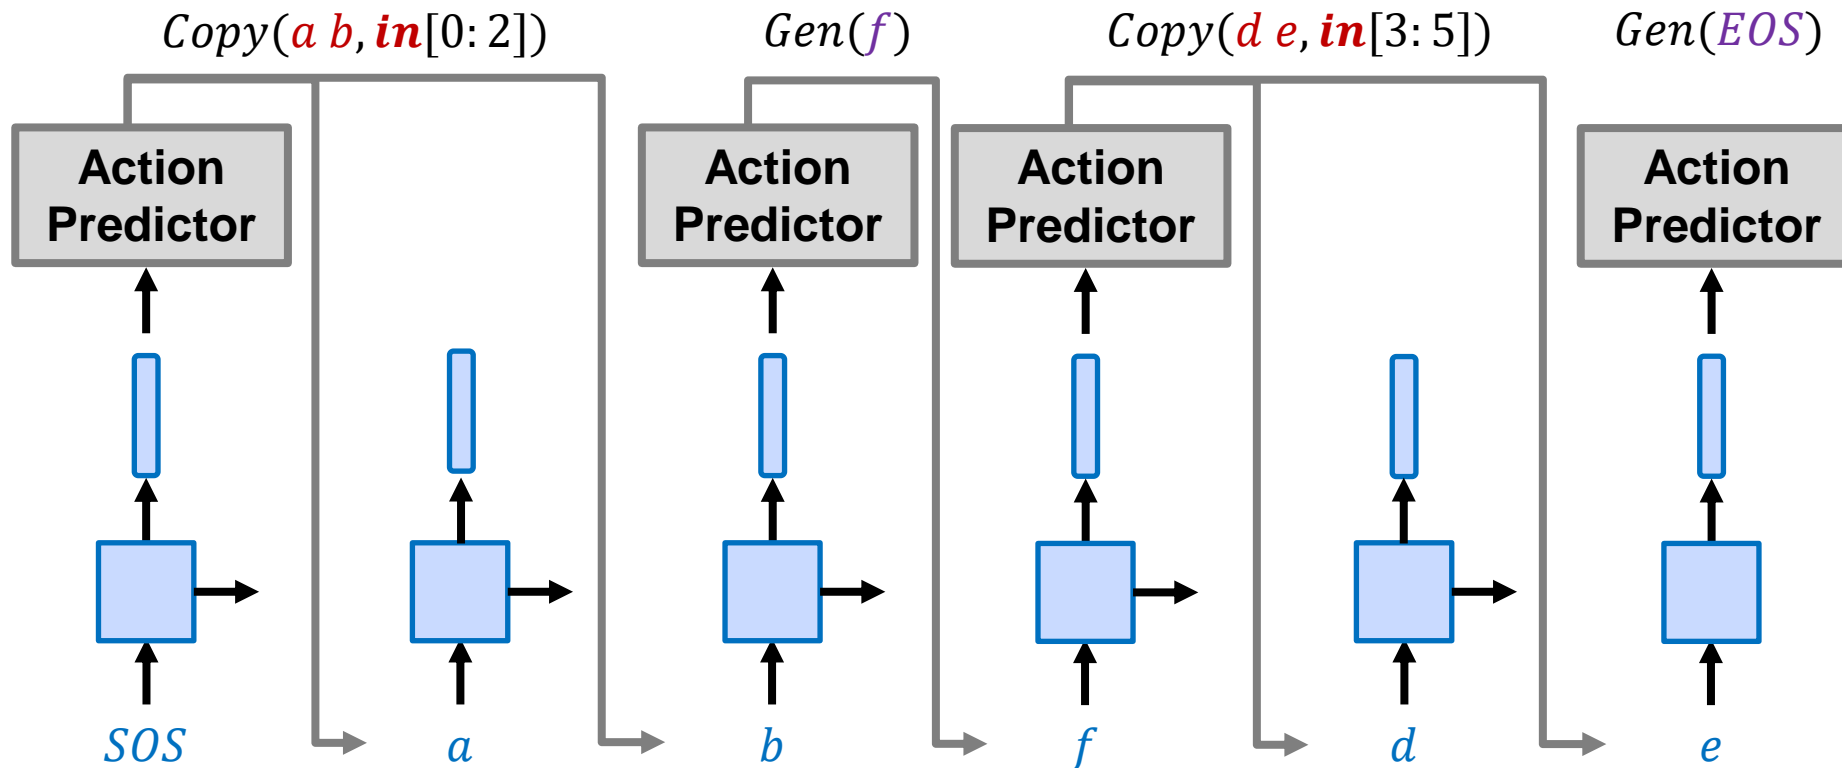 Copy(a b, in[0: 2])
Gen(f)
Copy(d e, in[3: 5])
Gen(EOS)
Action
Predictor
Action
Predictor
Action
Predictor
Action
Predictor
SOS
a
b
f
d
e